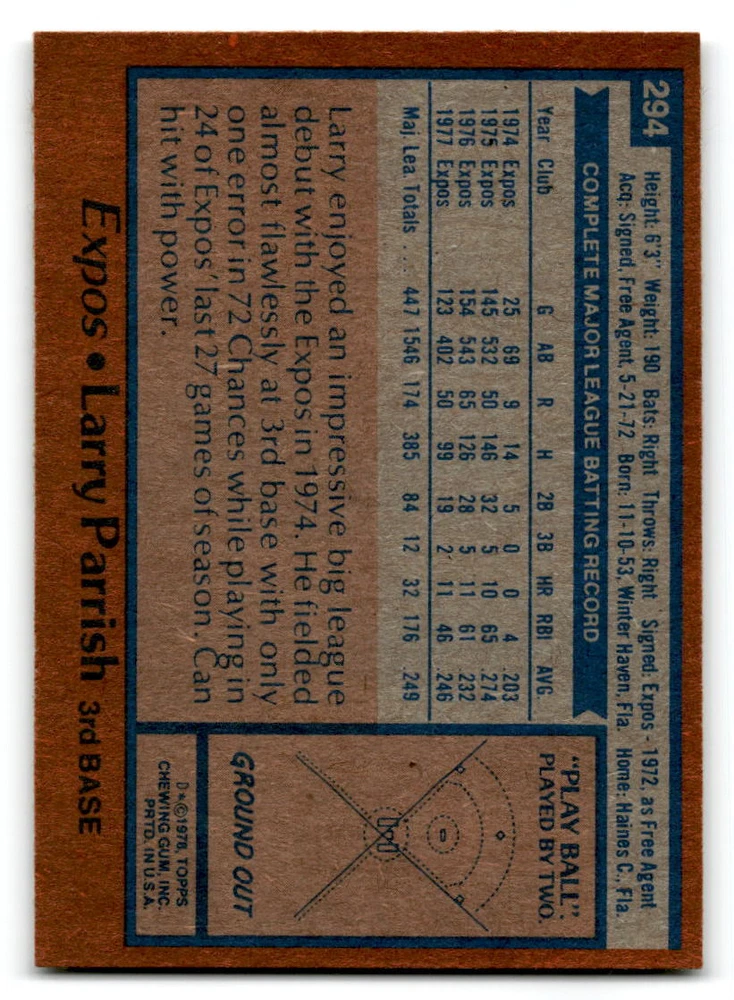 294
Height: 6'3" Weight: 190 Bats: Right Throws: Right Signed: Expos - 1972, as Free Agent
Acq: Signed, Free Agent, 5-21-72 Born: 11-10-53, Winter Haven, Fla. Home: Haines C., Fla.
COMPLETE MAJOR LEAGUE BATTING RECORD
Year Club G AB R H 2B 3B HR RBI AVG
1974 Expos 25 69 9 14 5 0 0 4 .203
1975 Expos 145 532 50 146 32 5 10 65 .274
1976 Expos 154 543 65 126 28 5 11 61 .232
1977 Expos 123 402 50 99 19 2 11 46 .246
Maj. Lea. Totals .... 447 1546 174 385 84 12 32 176 .249
Larry enjoyed an impressive big league
debut with the Expos in 1974. He fielded
almost flawlessly at 3rd base with only
one error in 72 Chances while playing in
24 of Expos' last 27 games of season. Can
hit with power.
"PLAY BALL".
PLAYED BY TWO.
GROUND OUT
D*© 1978, TOPPS
CHEWING GUM, INC.
PRTD. IN U.S.A.
Expos • Larry Parrish 3rd BASE